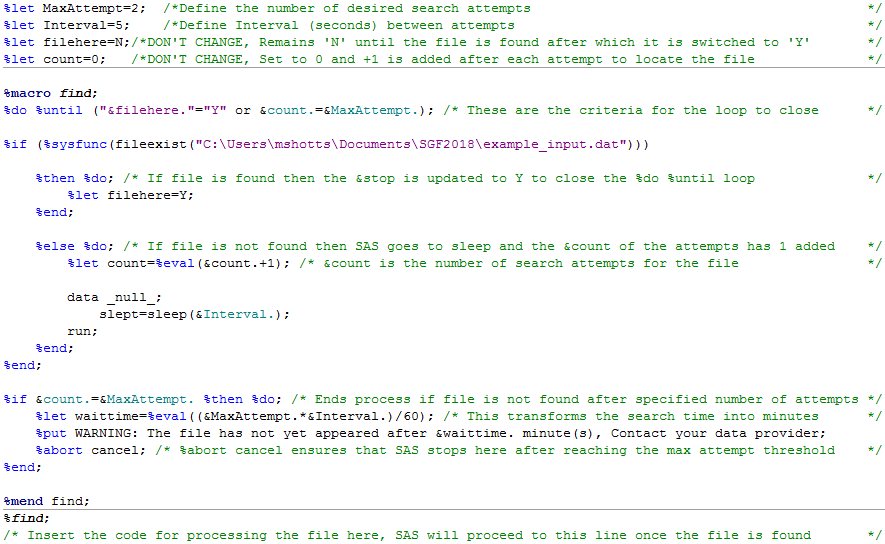 %let MaxAttempt=2; /*Define the number of desired search attempts */
%let Interval=5; /*Define Interval (seconds) between attempts */
%let filehere=N;/*DON'T CHANGE, Remains 'N' until the file is found after which it is switched to 'Y' */
%let count=0; /*DON'T CHANGE, Set to 0 and +1 is added after each attempt to locate the file */
%macro find;
%do %until ("&filehere."="Y" or &count.=&MaxAttempt.); /* These are the criteria for the loop to close */
%if (%sysfunc(fileexist("C:\Users\mshotts\Documents\SGF2018\example_input.dat")))
%then %do; /* If file is found then the &stop is updated to Y to close the %do %until loop */
%let filehere=Y;
%end;
%else %do; /* If file is not found then SAS goes to sleep and the &count of the attempts has 1 added */
%let count=%eval(&count.+1); /* &count is the number of search attempts for the file */
data _null_;
slept=sleep(&Interval.);
run;
%end;
%end;
%if &count.=&MaxAttempt. %then %do; /* Ends process if file is not found after specified number of attempts */
%let waittime=%eval((&MaxAttempt.*&Interval.)/60); /* This transforms the search time into minutes */
%put WARNING: The file has not yet appeared after &waittime. minute(s), Contact your data provider;
%abort cancel; /* %abort cancel ensures that SAS stops here after reaching the max attempt threshold */
%end;
%mend find;
%find;
/* Insert the code for processing the file here, SAS will proceed to this line once the file is found */